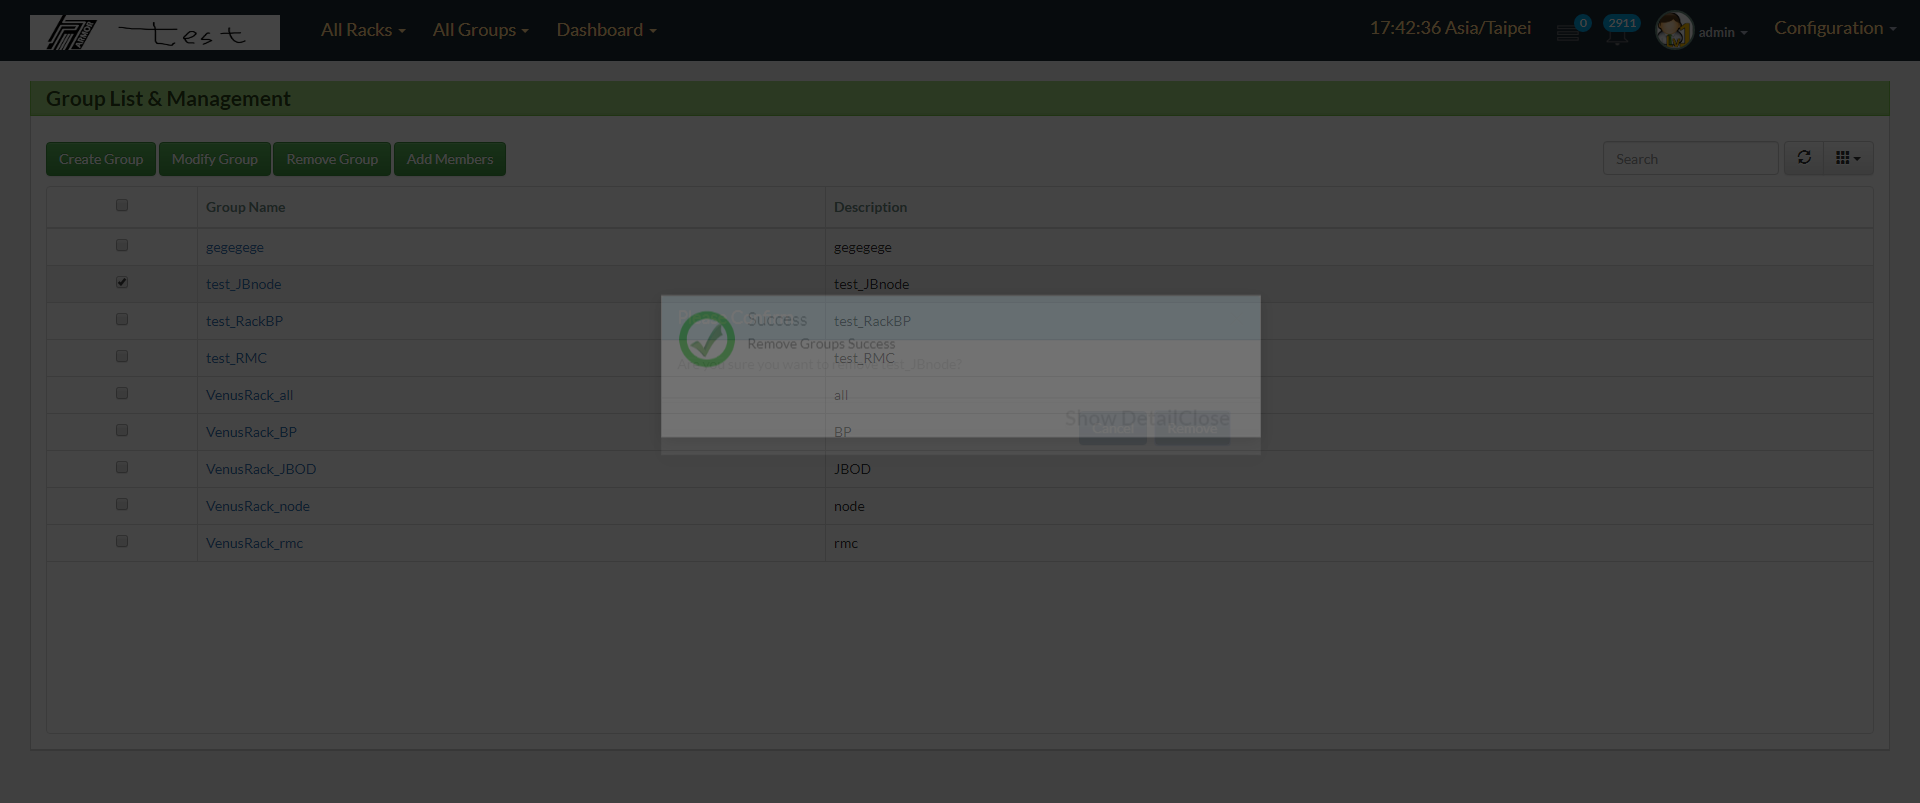 ARMOR test All Racks All Groups Dashboard 17:42:36 Asia/Taipei 0 2911 admin Configuration
Group List & Management
Create Group Modify Group Remove Group Add Members Search
Group Name Description
gegegege gegegege
test_JBnode test_JBnode
test_RackBP test_RackBP
test_RMC test_RMC
VenusRack_all all
VenusRack_BP BP
VenusRack_JBOD JBOD
VenusRack_node node
VenusRack_rmc rmc
Success
Remove Groups Success
Are you sure you want to remove test_JBnode?
Show Detail Close
Cancel Remove